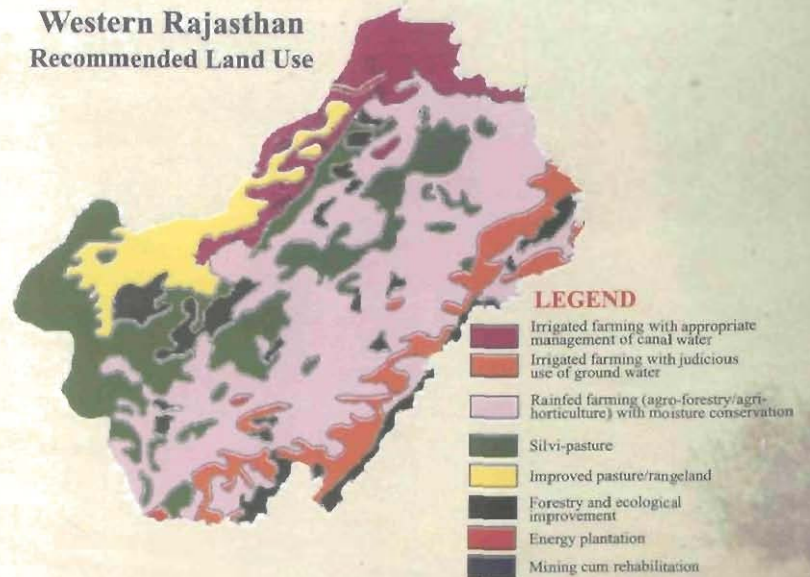 Western Rajasthan
Recommended Land Use
LEGEND
Irrigated farming with appropriate
management of canal water
Irrigated farming with judicious
use of ground water
Rainfed farming (agro-forestry/agri-
horticulture) with moisture conservation
Silvi-pasture
Improved pasture/rangeland
Forestry and ecological
improvement
Energy plantation
Mining cum rehabilitation